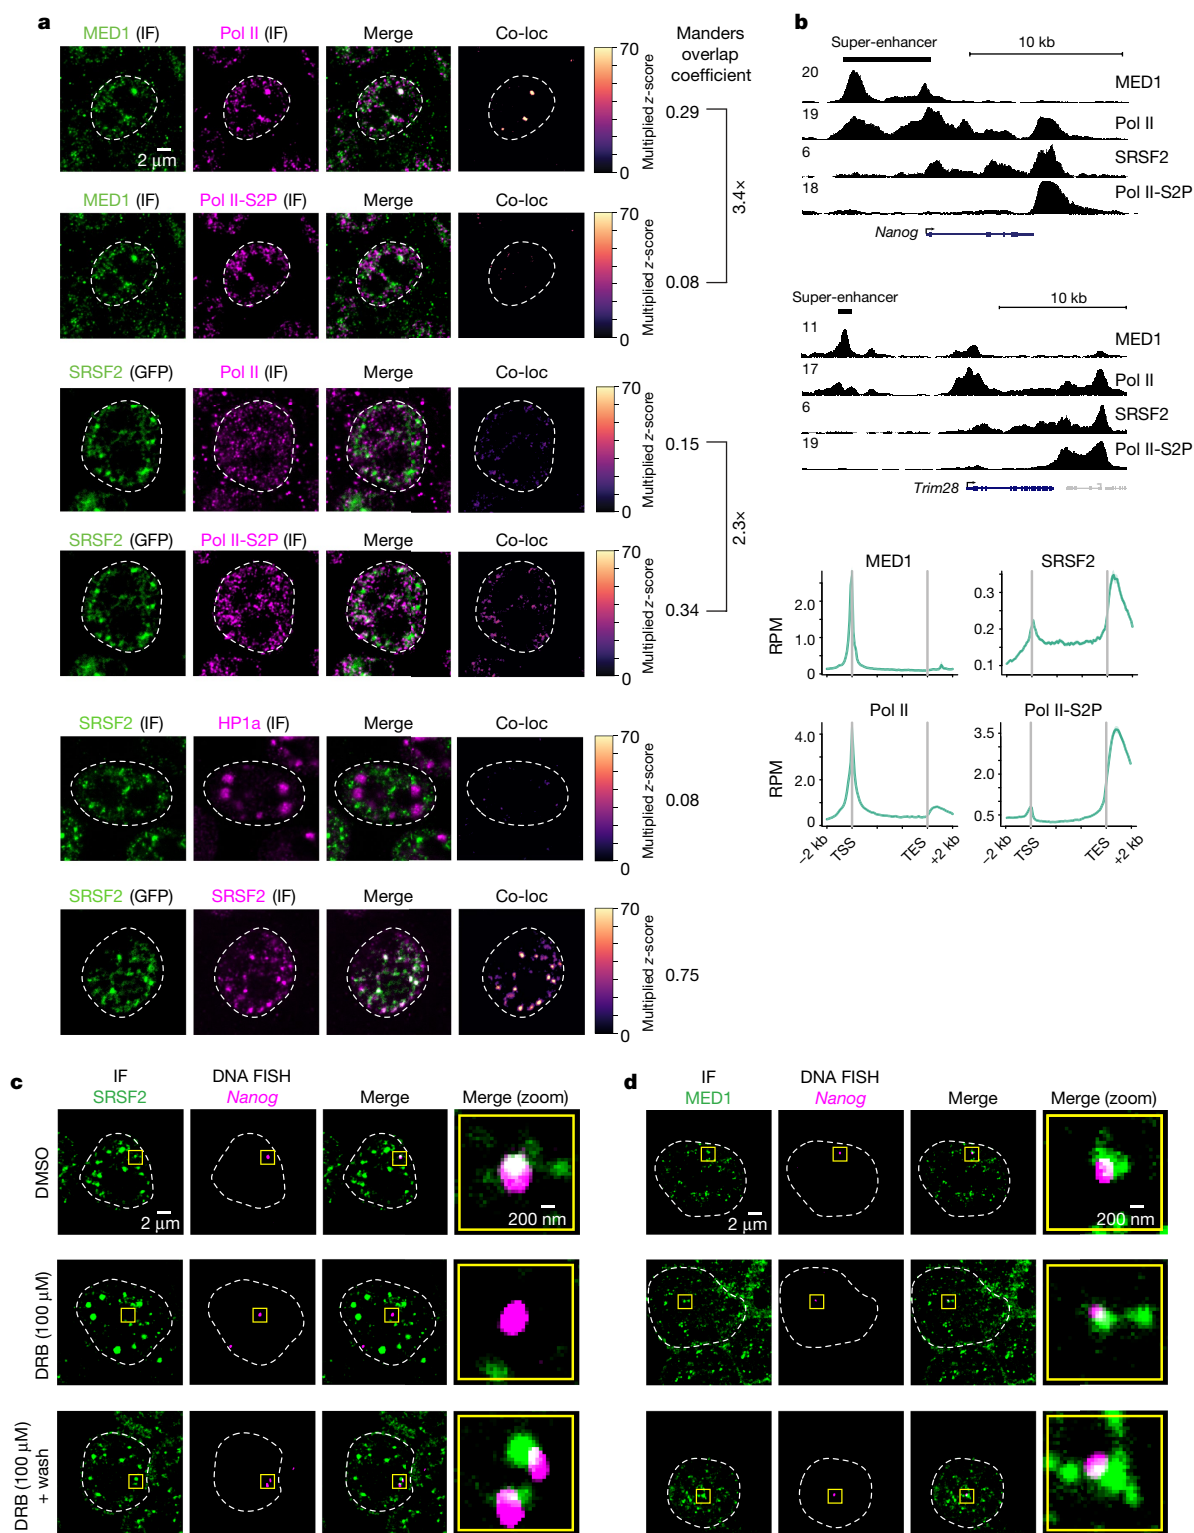 a
MED1 (IF) Pol II (IF) Merge Co-loc
Manders overlap coefficient
2 μm
70
Multiplied z-score
0
0.29
3.4×
MED1 (IF) Pol II-S2P (IF) Merge Co-loc
70
Multiplied z-score
0
0.08
SRSF2 (GFP) Pol II (IF) Merge Co-loc
70
Multiplied z-score
0
0.15
2.3×
SRSF2 (GFP) Pol II-S2P (IF) Merge Co-loc
70
Multiplied z-score
0
0.34
SRSF2 (IF) HP1a (IF) Merge Co-loc
70
Multiplied z-score
0
0.08
SRSF2 (GFP) SRSF2 (IF) Merge Co-loc
70
Multiplied z-score
0
0.75
b
Super-enhancer 10 kb
20 MED1
19 Pol II
6 SRSF2
18 Pol II-S2P
Nanog
Super-enhancer 10 kb
11 MED1
17 Pol II
6 SRSF2
19 Pol II-S2P
Trim28
MED1 SRSF2
RPM
2.0
1.0
0
0.3
0.2
0.1
Pol II Pol II-S2P
RPM
4.0
2.0
0
3.5
2.0
0.5
–2 kb TSS TES +2 kb
–2 kb TSS TES +2 kb
c
IF DNA FISH
SRSF2 Nanog Merge Merge (zoom)
DMSO
2 μm 200 nm
DRB (100 μM)
DRB (100 μM)
+ wash
d
IF DNA FISH
MED1 Nanog Merge Merge (zoom)
2 μm 200 nm